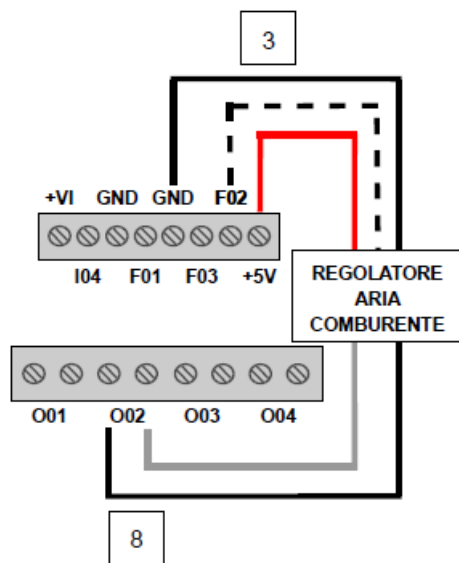 3
+VI GND GND F02
I04 F01 F03 +5V
REGOLATORE
ARIA
COMBURENTE
O01 O02 O03 O04
8